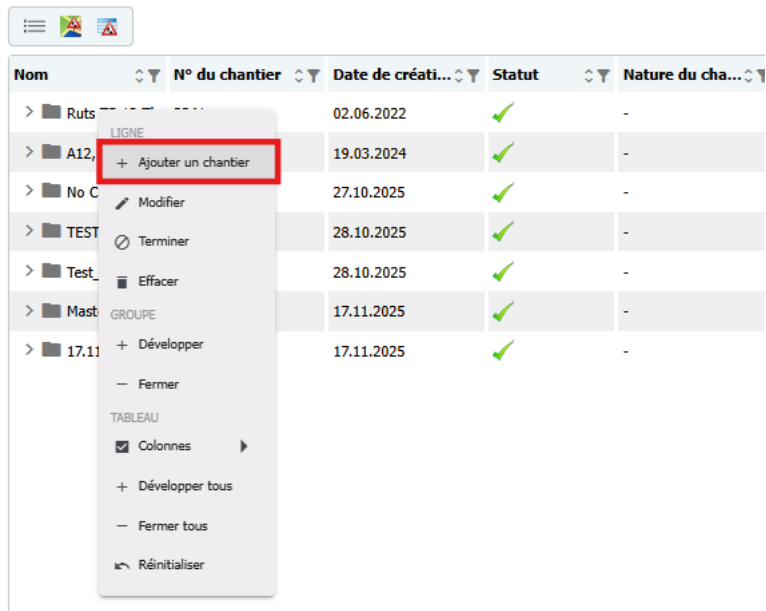 Nom N° du chantier Date de créati... Statut Nature du cha...
Ruts 02.06.2022 -
LIGNE
A12, 19.03.2024 -
+ Ajouter un chantier
No C 27.10.2025 -
Modifier
TEST 28.10.2025 -
Terminer
Test_ 28.10.2025 -
Effacer
Mast 17.11.2025 -
GROUPE
17.11 17.11.2025 -
+ Développer
— Fermer
TABLEAU
Colonnes
+ Développer tous
— Fermer tous
Réinitialiser